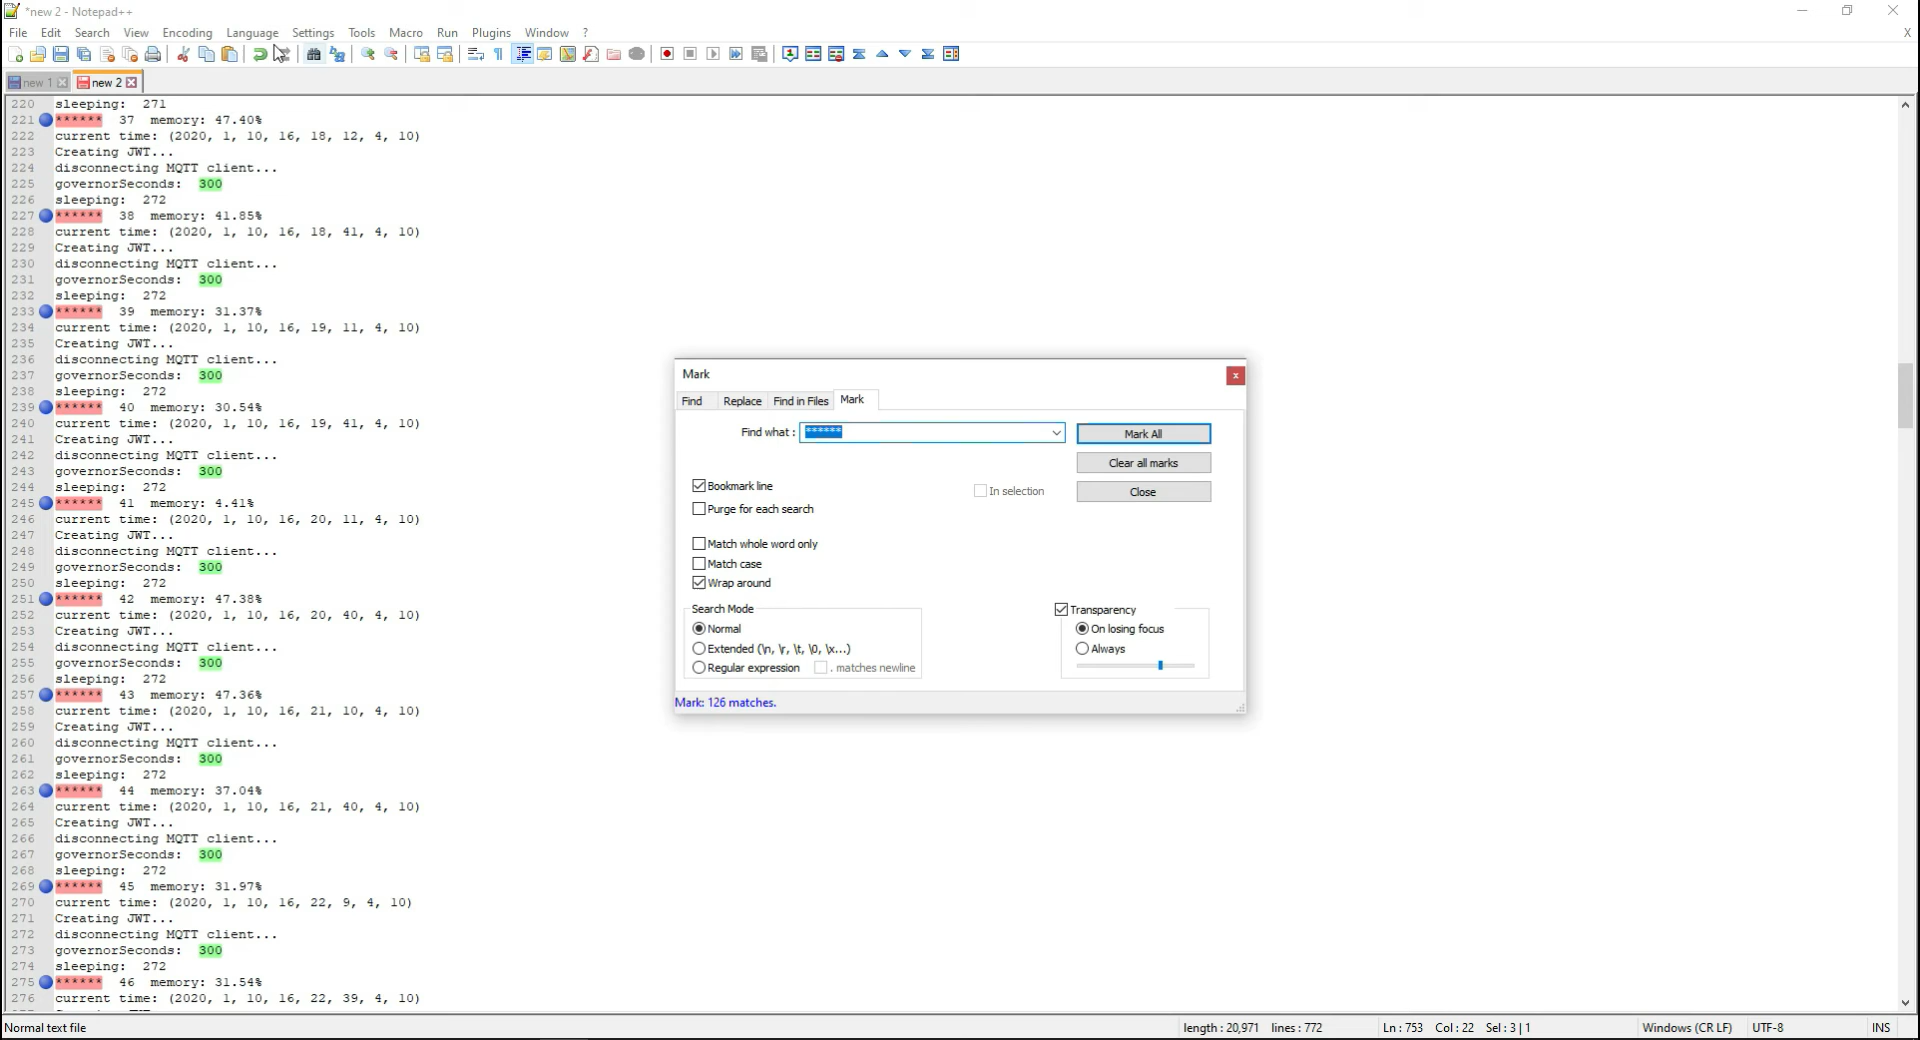 *new 2 - Notepad++
File Edit Search View Encoding Language Settings Tools Macro Run Plugins Window ? X
new 1 new 2
220 sleeping: 271
221 ****** 37 memory: 47.40%
222 current time: (2020, 1, 10, 16, 18, 12, 4, 10)
223 Creating JWT...
224 disconnecting MQTT client...
225 governorSeconds: 300
226 sleeping: 272
227 ****** 38 memory: 41.85%
228 current time: (2020, 1, 10, 16, 18, 41, 4, 10)
229 Creating JWT...
230 disconnecting MQTT client...
231 governorSeconds: 300
232 sleeping: 272
233 ****** 39 memory: 31.37%
234 current time: (2020, 1, 10, 16, 19, 11, 4, 10)
235 Creating JWT...
236 disconnecting MQTT client...
237 governorSeconds: 300
238 sleeping: 272
239 ****** 40 memory: 30.54%
240 current time: (2020, 1, 10, 16, 19, 41, 4, 10)
241 Creating JWT...
242 disconnecting MQTT client...
243 governorSeconds: 300
244 sleeping: 272
245 ****** 41 memory: 4.41%
246 current time: (2020, 1, 10, 16, 20, 11, 4, 10)
247 Creating JWT...
248 disconnecting MQTT client...
249 governorSeconds: 300
250 sleeping: 272
251 ****** 42 memory: 47.38%
252 current time: (2020, 1, 10, 16, 20, 40, 4, 10)
253 Creating JWT...
254 disconnecting MQTT client...
255 governorSeconds: 300
256 sleeping: 272
257 ****** 43 memory: 47.36%
258 current time: (2020, 1, 10, 16, 21, 10, 4, 10)
259 Creating JWT...
260 disconnecting MQTT client...
261 governorSeconds: 300
262 sleeping: 272
263 ****** 44 memory: 37.04%
264 current time: (2020, 1, 10, 16, 21, 40, 4, 10)
265 Creating JWT...
266 disconnecting MQTT client...
267 governorSeconds: 300
268 sleeping: 272
269 ****** 45 memory: 31.97%
270 current time: (2020, 1, 10, 16, 22, 9, 4, 10)
271 Creating JWT...
272 disconnecting MQTT client...
273 governorSeconds: 300
274 sleeping: 272
275 ****** 46 memory: 31.54%
276 current time: (2020, 1, 10, 16, 22, 39, 4, 10)
Mark
Find Replace Find in Files Mark
Find what : ****** Mark All
Clear all marks
Bookmark line In selection Close
Purge for each search
Match whole word only
Match case
Wrap around
Search Mode Transparency
Normal On losing focus
Extended (\n, \r, \t, \0, \x...) Always
Regular expression . matches newline
Mark: 126 matches.
Normal text file length : 20,971 lines : 772 Ln : 753 Col : 22 Sel : 3 | 1 Windows (CR LF) UTF-8 INS